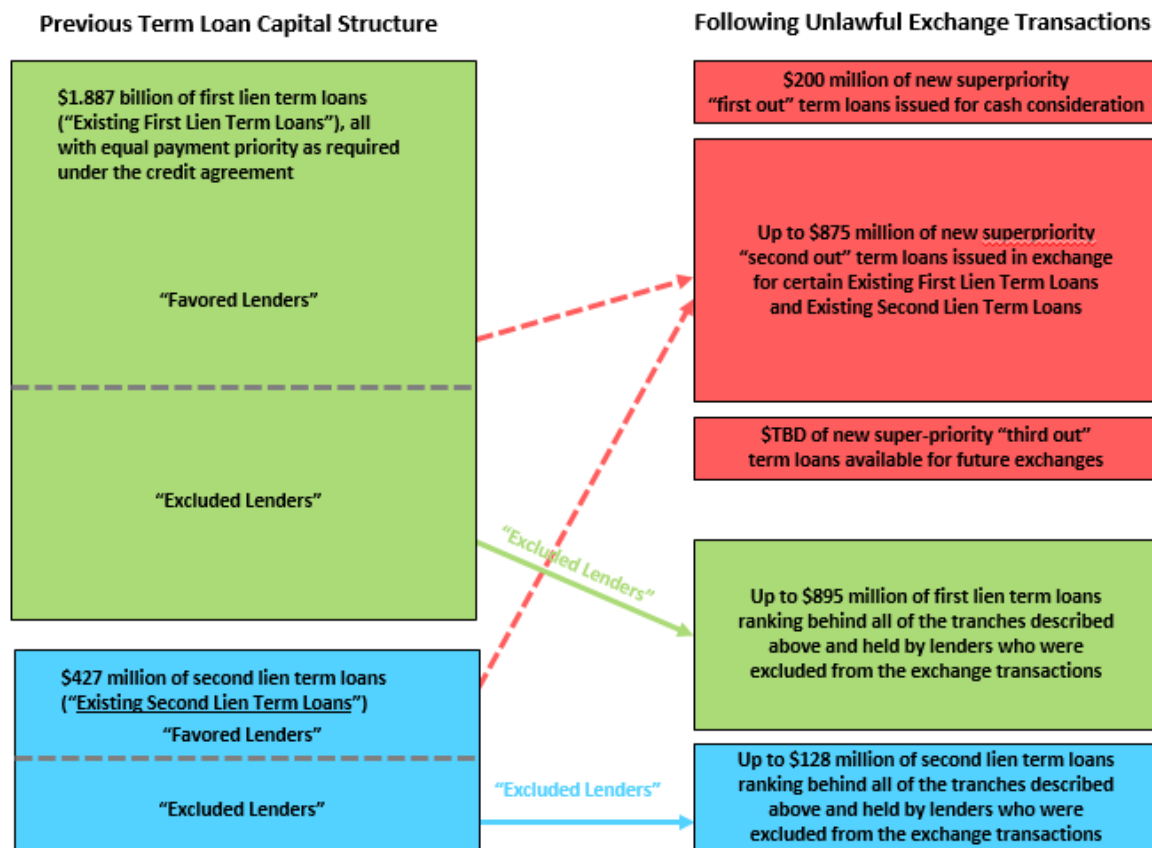 Previous Term Loan Capital Structure
$1.887 billion of first lien term loans
(“Existing First Lien Term Loans”), all
with equal payment priority as required
under the credit agreement
“Favored Lenders”
“Excluded Lenders”
$427 million of second lien term loans
(“Existing Second Lien Term Loans”)
“Favored Lenders”
“Excluded Lenders”
“Excluded Lenders”
“Excluded Lenders”
Following Unlawful Exchange Transactions
$200 million of new superpriority
“first out” term loans issued for cash consideration
Up to $875 million of new superpriority
“second out” term loans issued in exchange
for certain Existing First Lien Term Loans
and Existing Second Lien Term Loans
$TBD of new super-priority “third out”
term loans available for future exchanges
Up to $895 million of first lien term loans
ranking behind all of the tranches described
above and held by lenders who were
excluded from the exchange transactions
Up to $128 million of second lien term loans
ranking behind all of the tranches described
above and held by lenders who were
excluded from the exchange transactions